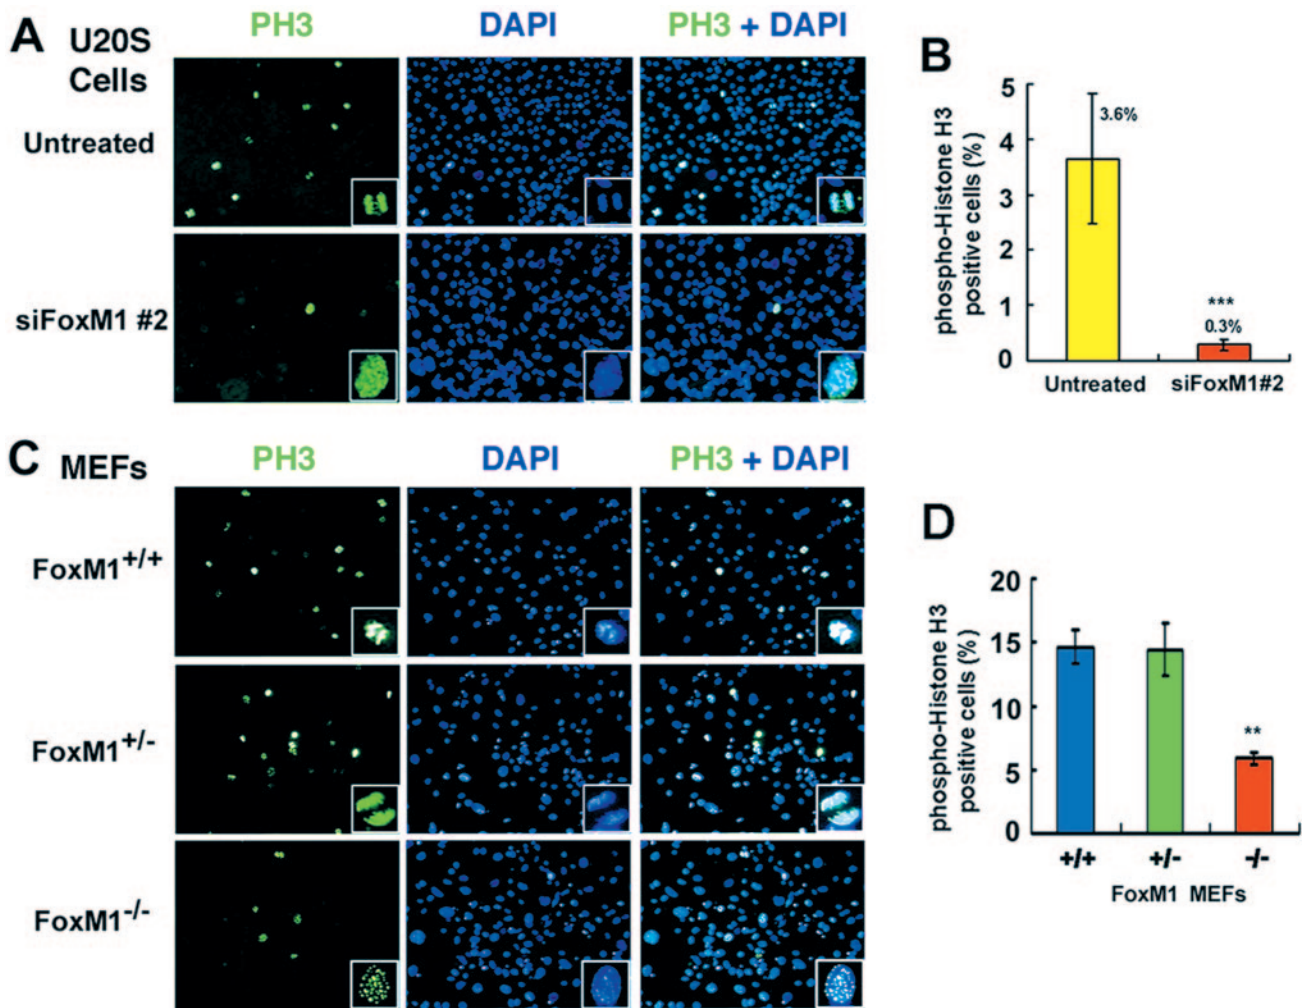 A
U20S
Cells
PH3
DAPI
PH3 + DAPI
Untreated
siFoxM1 #2
B
phospho-Histone H3
positive cells (%)
5
4
3
2
1
0
3.6%
***
0.3%
Untreated
siFoxM1#2
C
MEFs
PH3
DAPI
PH3 + DAPI
FoxM1+/+
FoxM1+/-
FoxM1-/-
D
phospho-Histone H3
positive cells (%)
20
15
10
5
0
**
+/+
+/-
-/-
FoxM1 MEFs